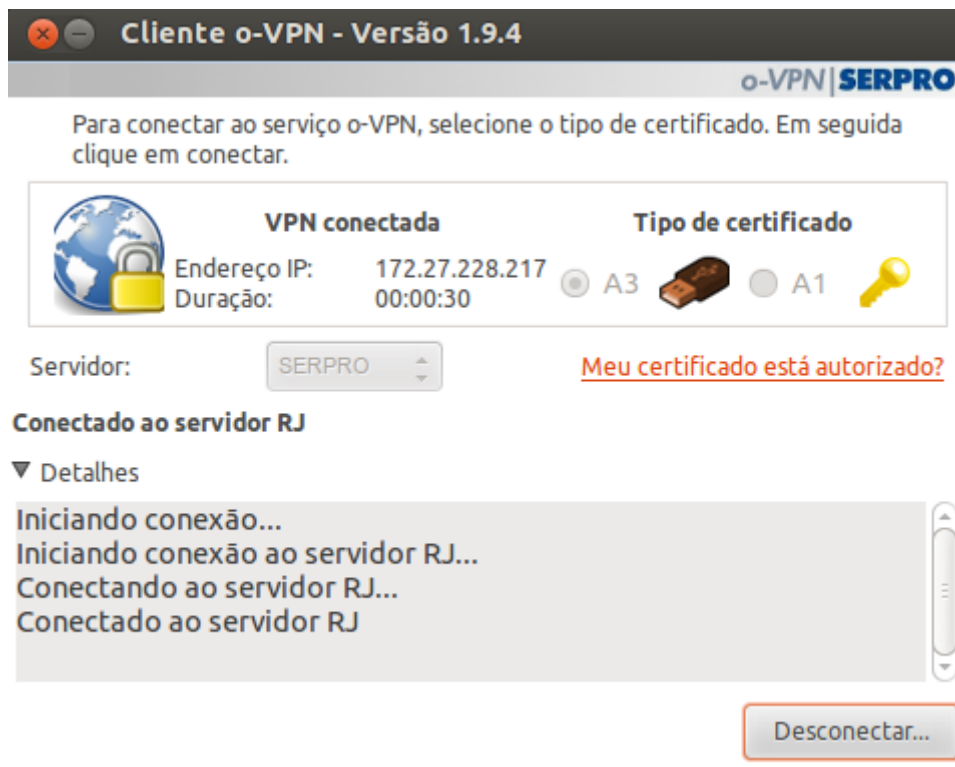 Cliente o-VPN - Versão 1.9.4
o-VPN|SERPRO
Para conectar ao serviço o-VPN, selecione o tipo de certificado. Em seguida
clique em conectar.
VPN conectada
Tipo de certificado
Endereço IP: 172.27.228.217
A3
A1
Duração: 00:00:30
Servidor:
SERPRO
Meu certificado está autorizado?
Conectado ao servidor RJ
Detalhes
Iniciando conexão...
Iniciando conexão ao servidor RJ...
Conectando ao servidor RJ...
Conectado ao servidor RJ
Desconectar...